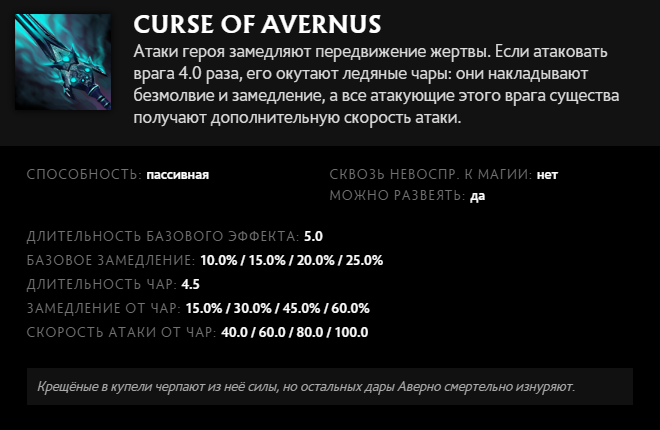 CURSE OF AVERNUS
Атаки героя замедляют передвижение жертвы. Если атаковать
врага 4.0 раза, его окутают ледяные чары: они накладывают
безмолвие и замедление, а все атакующие этого врага существа
получают дополнительную скорость атаки.
СПОСОБНОСТЬ: пассивная
СКВОЗЬ НЕВОСПР. К МАГИИ: нет
МОЖНО РАЗВЕЯТЬ: да
ДЛИТЕЛЬНОСТЬ БАЗОВОГО ЭФФЕКТА: 5.0
БАЗОВОЕ ЗАМЕДЛЕНИЕ: 10.0% / 15.0% / 20.0% / 25.0%
ДЛИТЕЛЬНОСТЬ ЧАР: 4.5
ЗАМЕДЛЕНИЕ ОТ ЧАР: 15.0% / 30.0% / 45.0% / 60.0%
СКОРОСТЬ АТАКИ ОТ ЧАР: 40.0 / 60.0 / 80.0 / 100.0
Крещёные в купели черпают из неё силы, но остальных дары Аверно смертельно изнуряют.